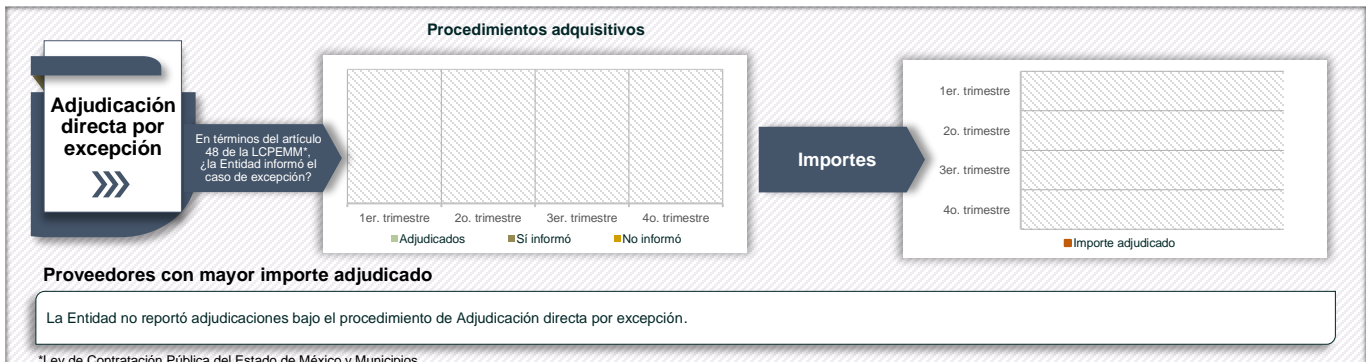 Procedimientos adquisitivos
Adjudicación
directa por
excepción
En términos del artículo
48 de la LCPEMM*,
¿la Entidad informó el
caso de excepción?
1er. trimestre
2o. trimestre
3er. trimestre
4o. trimestre
Adjudicados
Sí informó
No informó
Importes
1er. trimestre
2o. trimestre
3er. trimestre
4o. trimestre
Importe adjudicado
Proveedores con mayor importe adjudicado
La Entidad no reportó adjudicaciones bajo el procedimiento de Adjudicación directa por excepción.
*Ley de Contratación Pública del Estado de México y Municipios